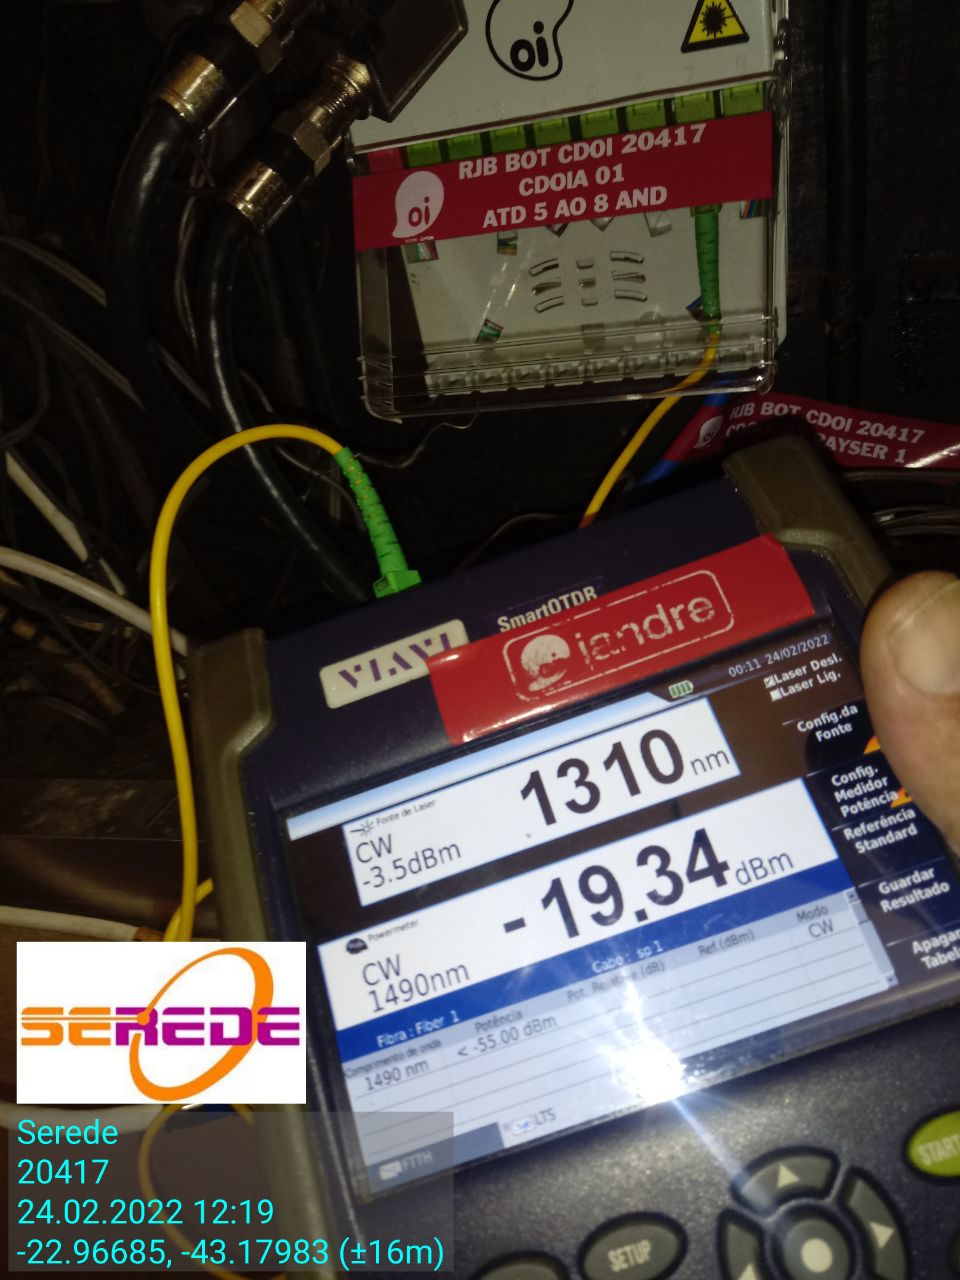 oi
RJB BOT CDOI 20417
CDOIA 01
ATD 5 AO 8 AND
oi
RJB BOT CDOI 20417
AYSER 1
SmartOTDR
VIAVI
iandre
00:11 24/02/2022
Laser Desl.
Laser Lig.
Config.da
Fonte
Fonte de Laser
1310 nm
CW
-3.5dBm
Config.
Medidor
Potência
Referência
Standard
Powermeter
-19.34 dBm
CW
1490nm
Guardar
Resultado
Fibra : Fiber 1
Cabo : so 1
Comprimento de onda
Potência
Ref.(dBm)
Modo
1490 nm
< -55.00 dBm
CW
Apagar
Tabel
FTTH
LTS
START
SETUP
SEREDE
Serede
20417
24.02.2022 12:19
-22.96685, -43.17983 (±16m)